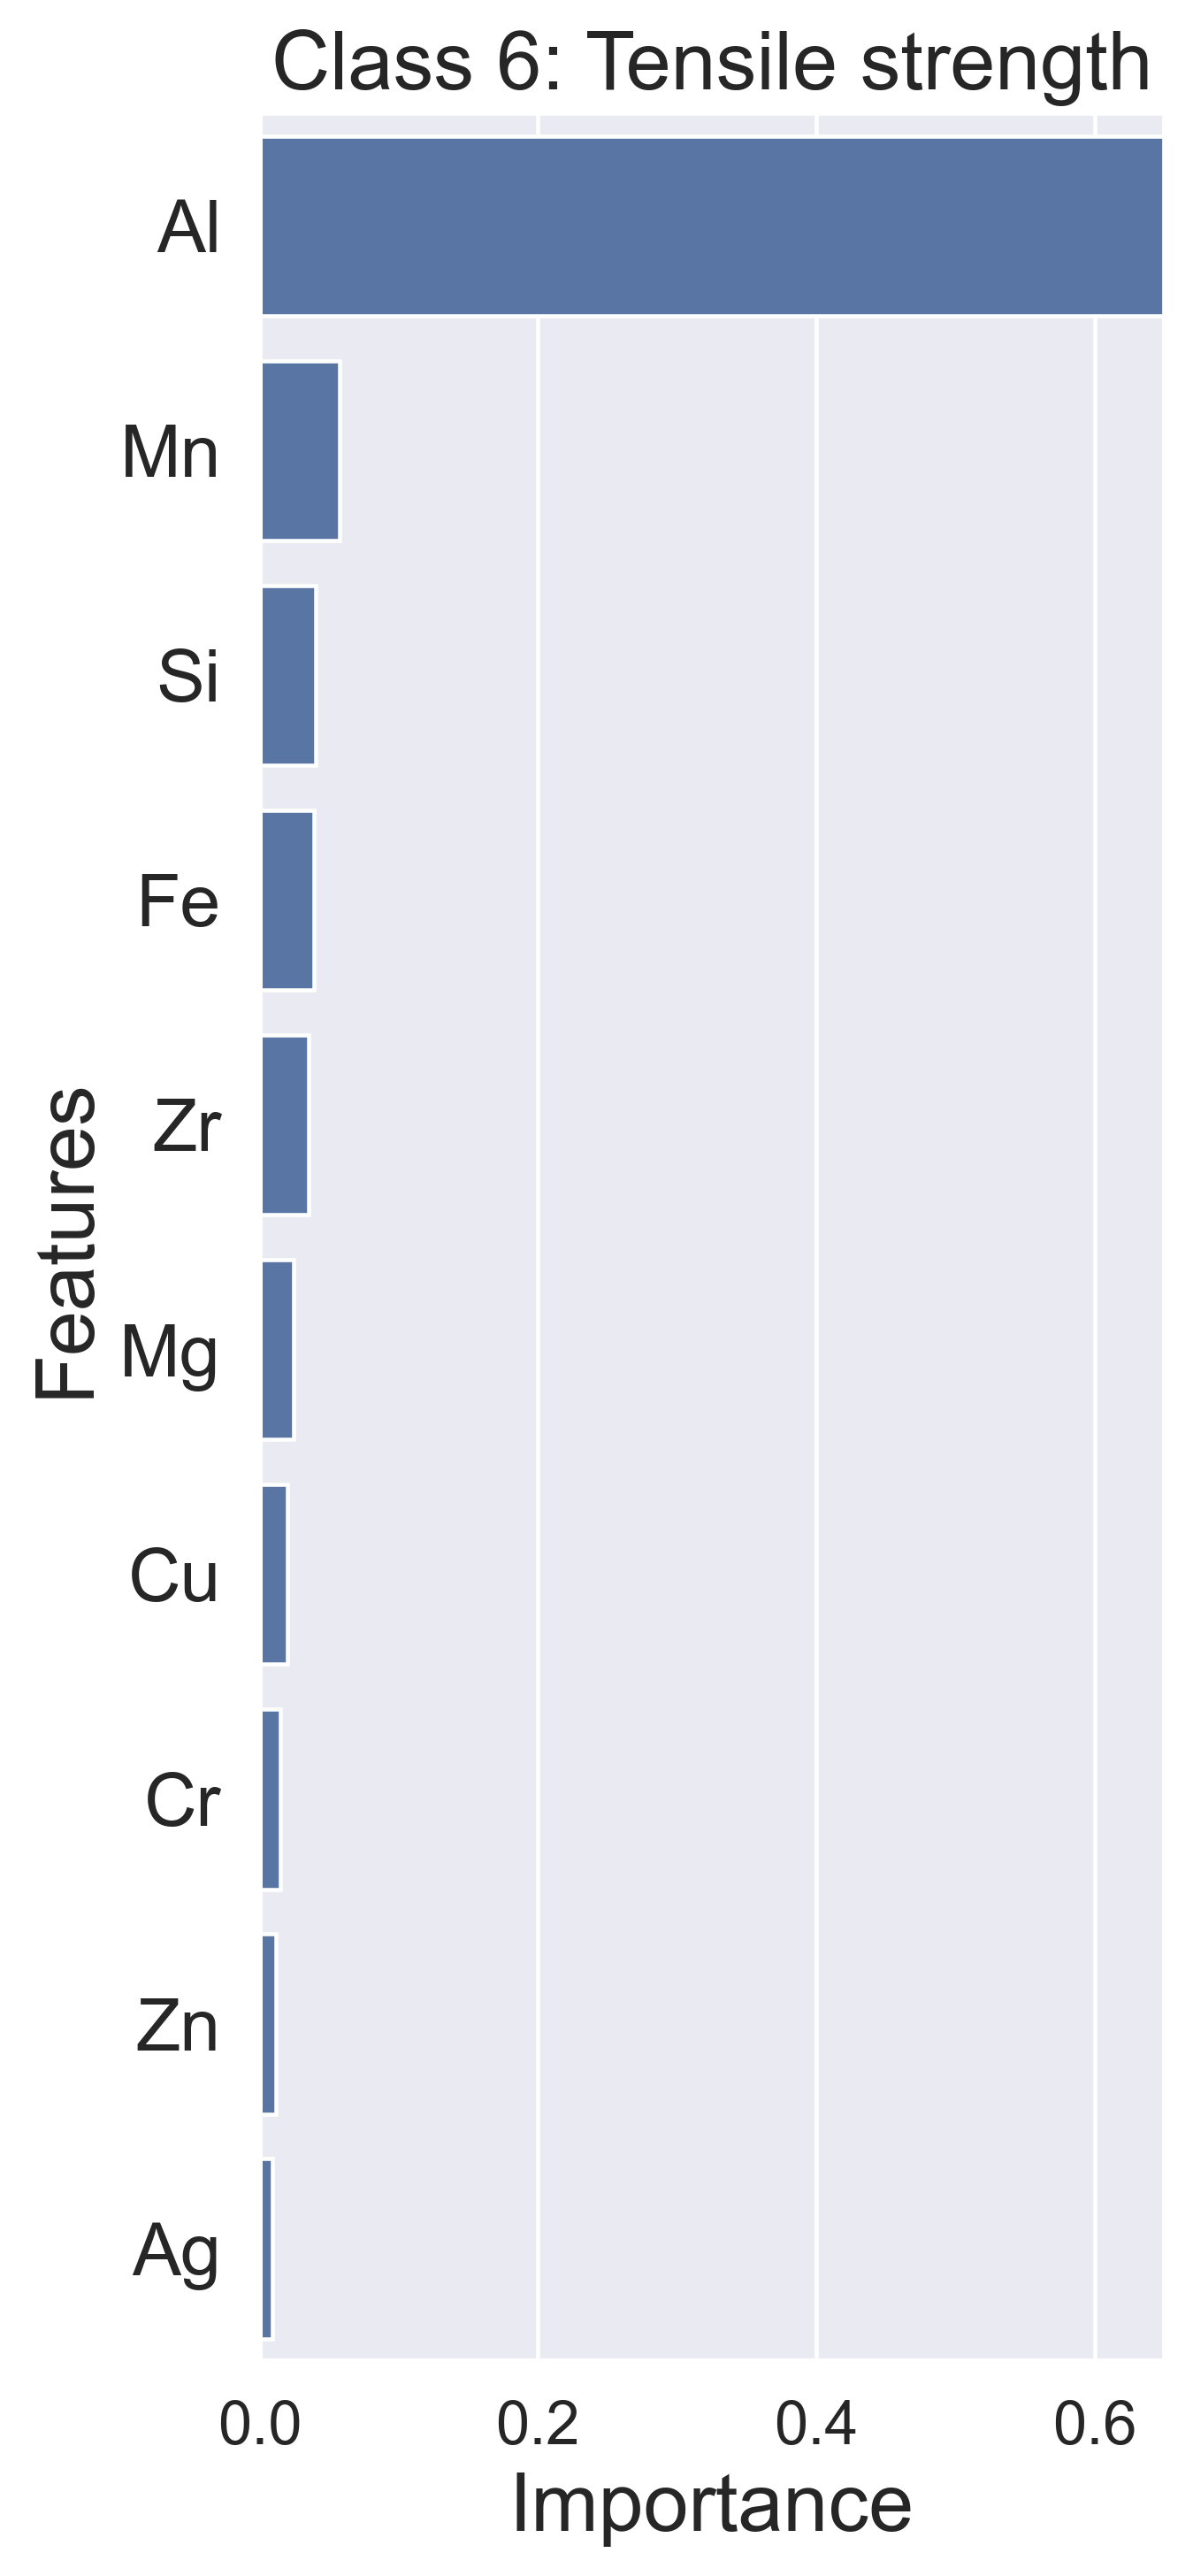 Class 6: Tensile strength
Al
Mn
Si
Fe
Zr
Mg
Cu
Cr
Zn
Ag
Features
0.0 0.2 0.4 0.6
Importance